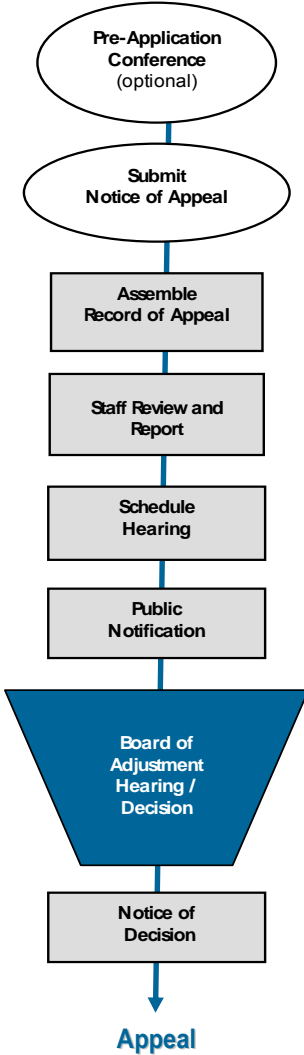 Pre-Application
Conference
(optional)
Submit
Notice of Appeal
Assemble
Record of Appeal
Staff Review and
Report
Schedule
Hearing
Public
Notification
Board of
Adjustment
Hearing /
Decision
Notice of
Decision
Appeal